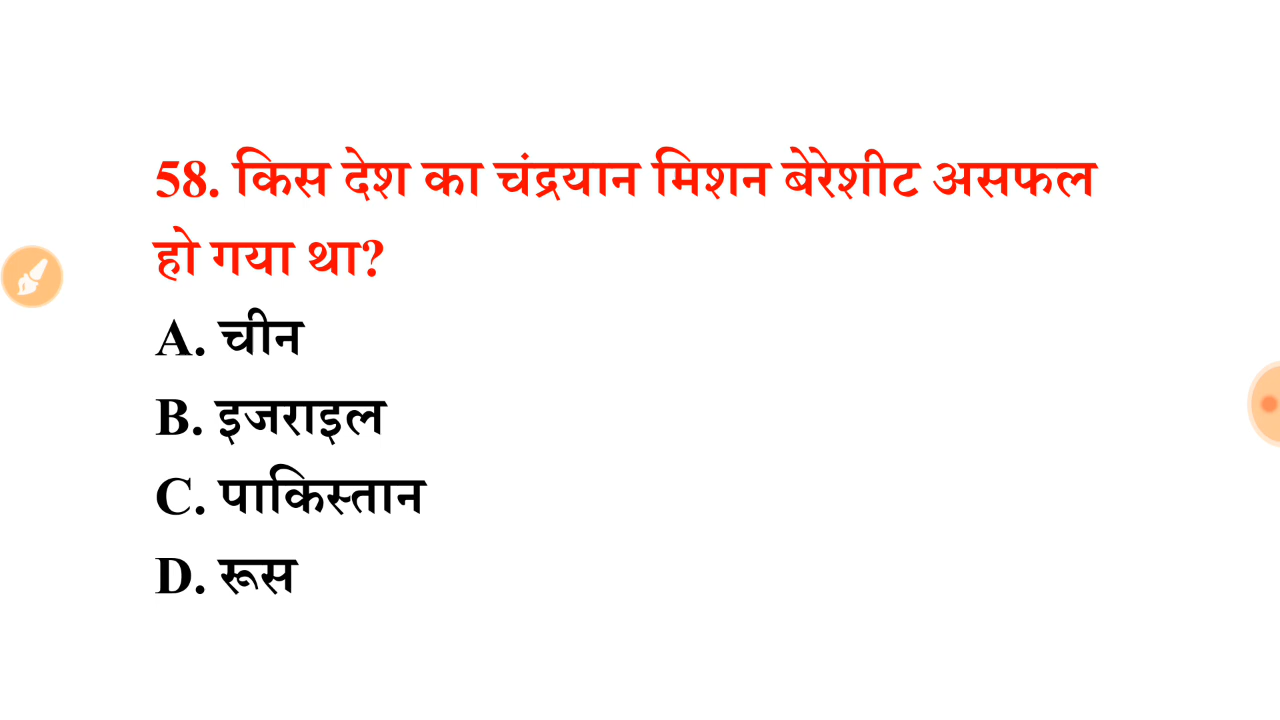 58. किस देश का चंद्रयान मिशन बेरेशीट असफल
हो गया था?
A. चीन
B. इजराइल
C. पाकिस्तान
D. रूस